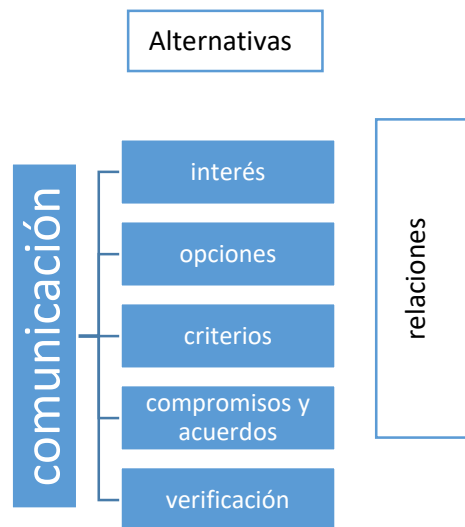 Alternativas
comunicación
interés
opciones
criterios
compromisos y
acuerdos
verificación
relaciones